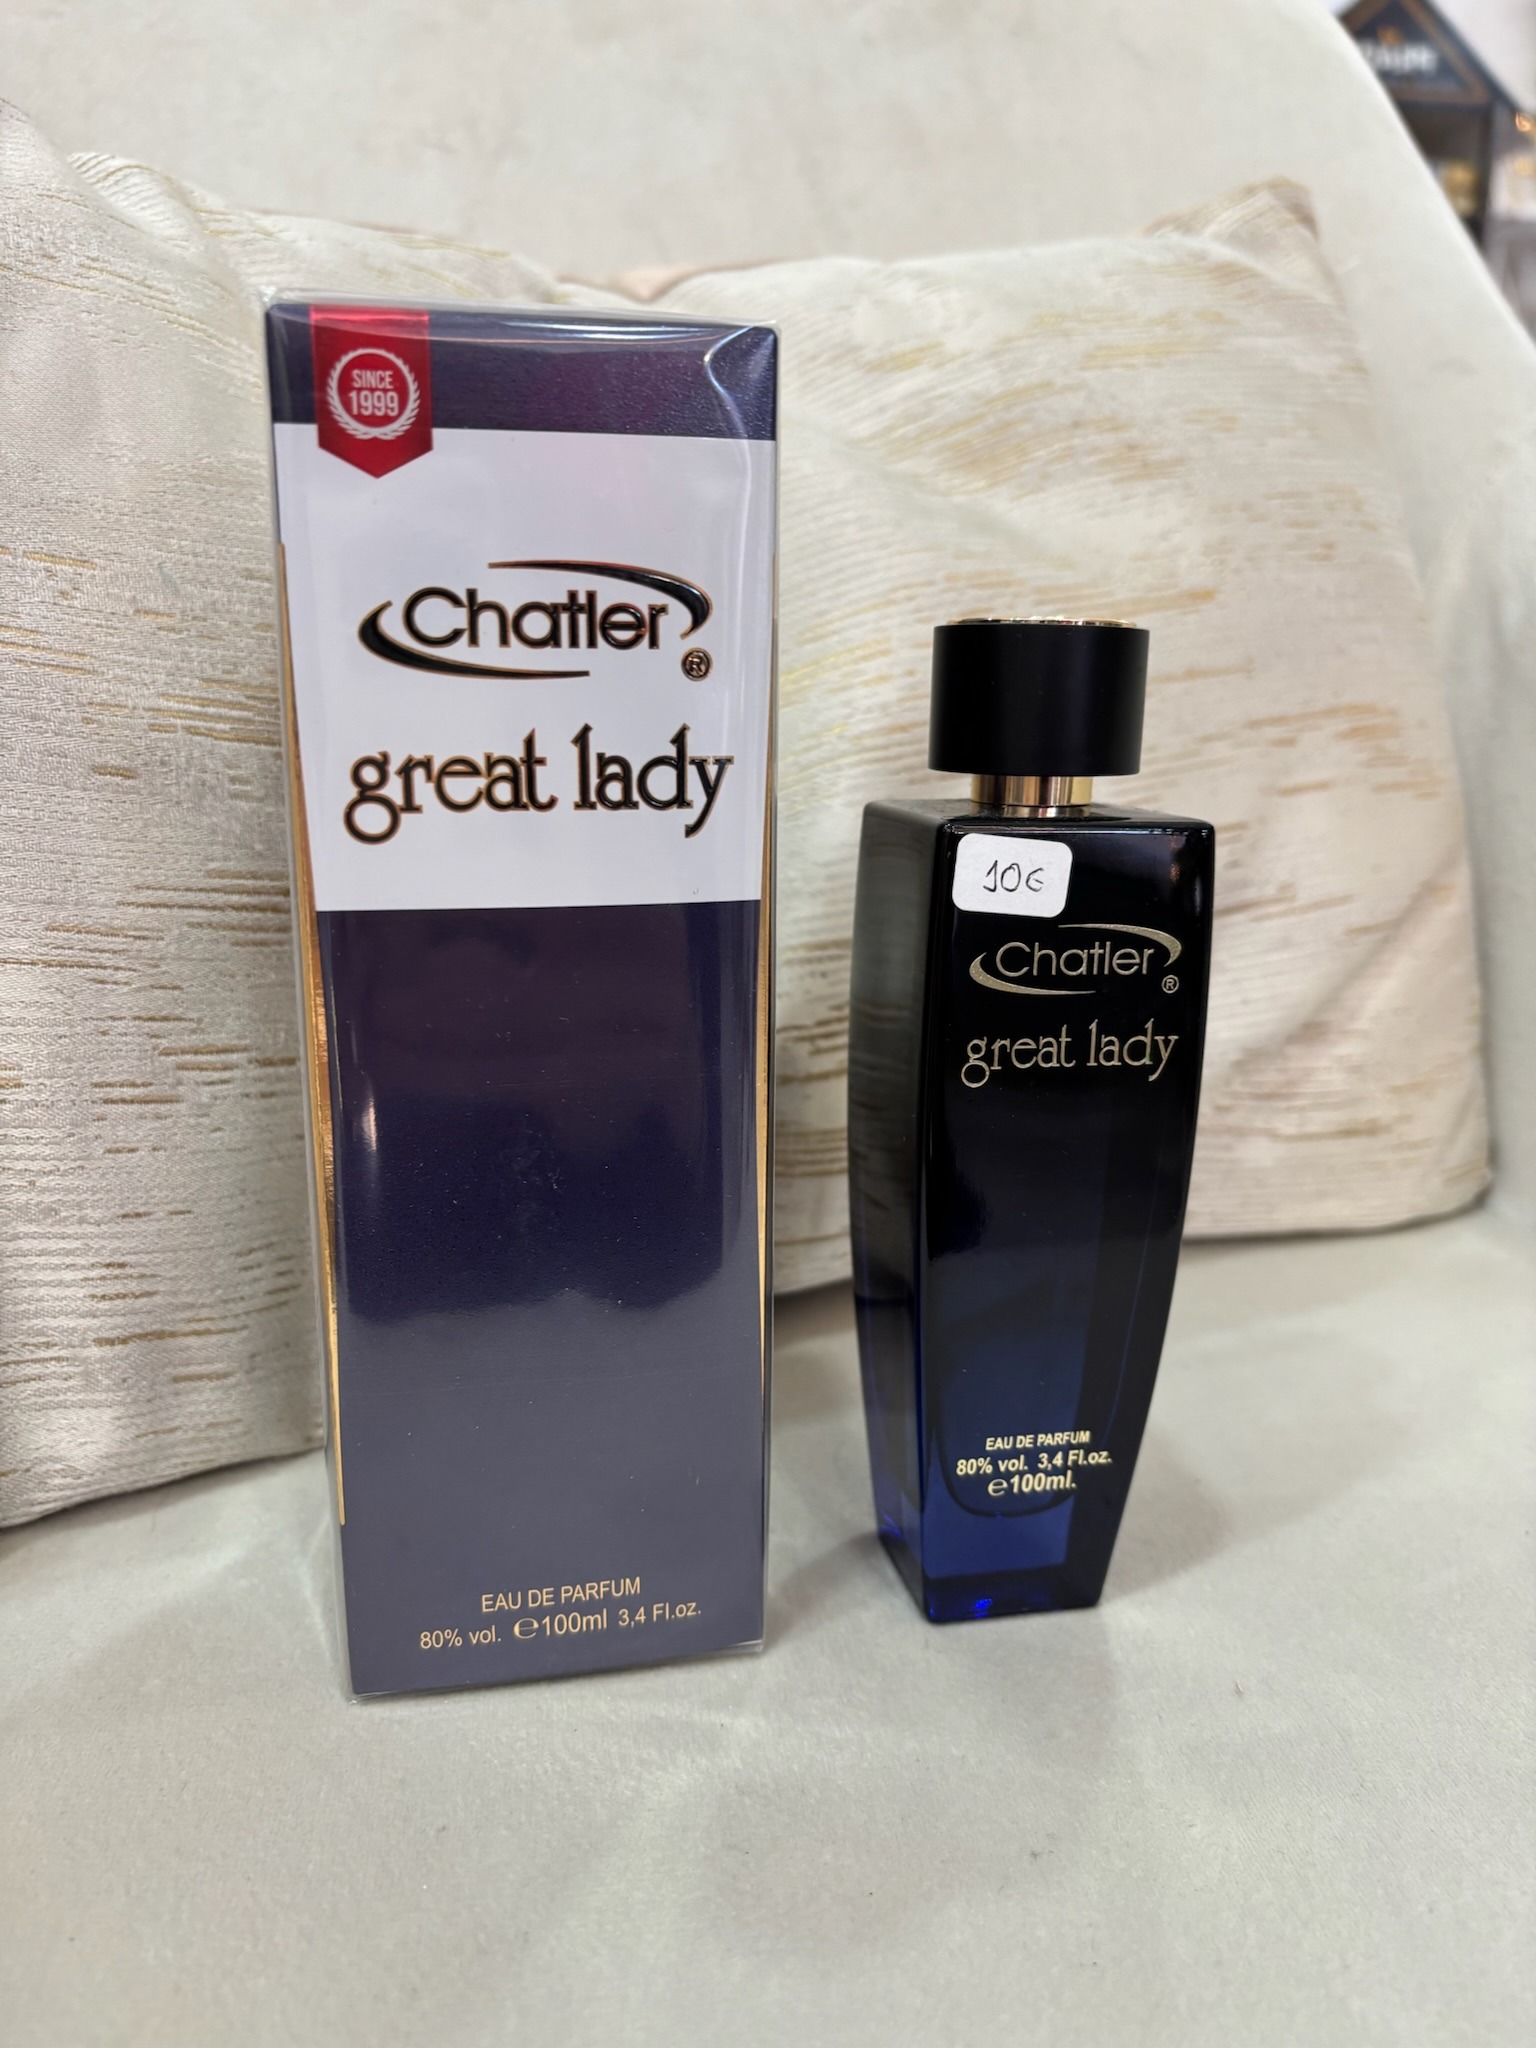 SINCE
1999
Chatler
®
great lady
EAU DE PARFUM
80% vol. ℮100ml 3,4 Fl.oz.
10€
Chatler
®
great lady
EAU DE PARFUM
80% vol. 3,4 Fl.oz.
℮100ml.